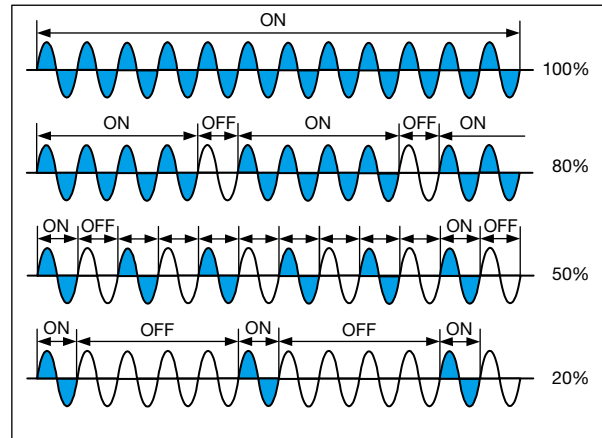 ON
100%
ON OFF ON OFF ON
80%
ON OFF ON OFF
50%
ON OFF ON OFF ON
20%